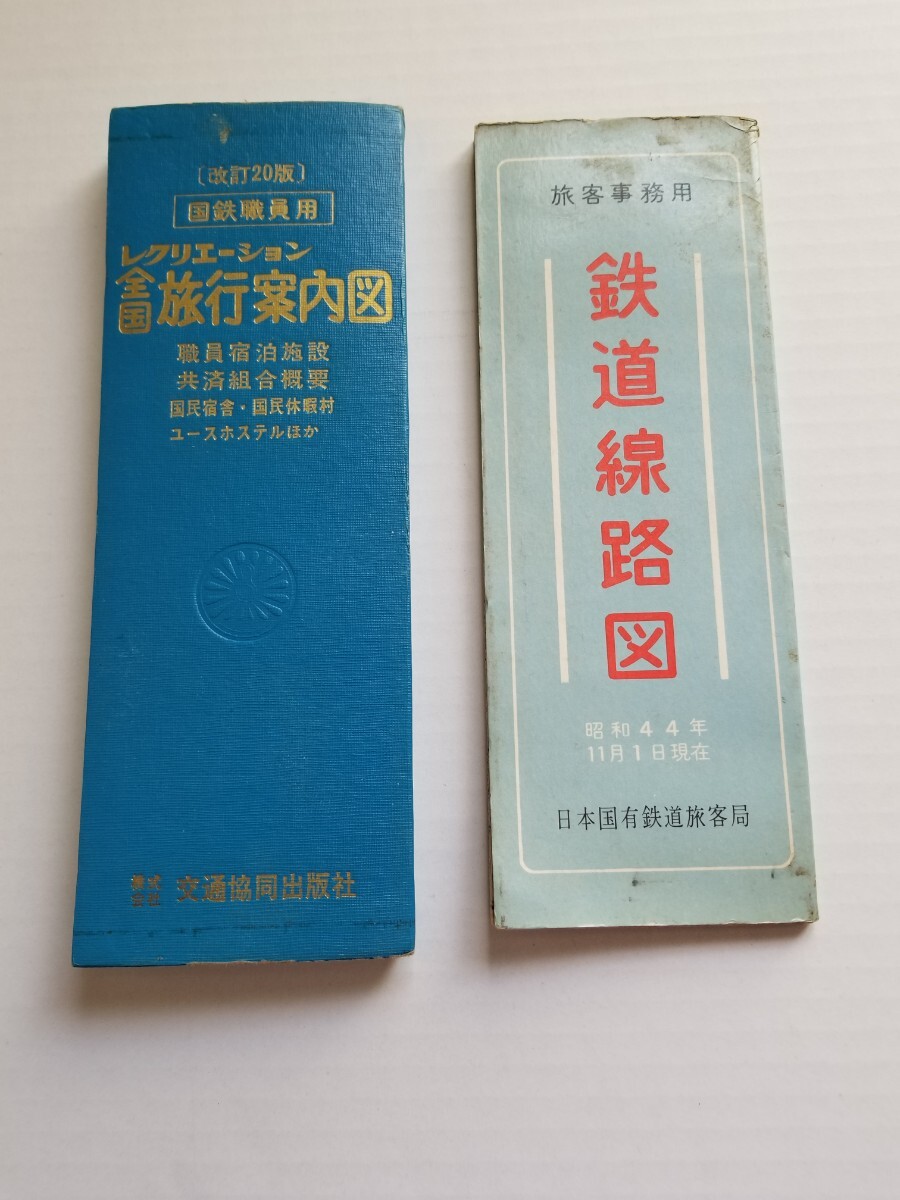 〔改訂20版〕
国鉄職員用
レクリエーション
全国旅行案内図
職員宿泊施設
共済組合概要
国民宿舎・国民休暇村
ユースホステルほか
株式会社 交通協同出版社
旅客事務用
鉄道線路図
昭和44年
11月1日現在
日本国有鉄道旅客局